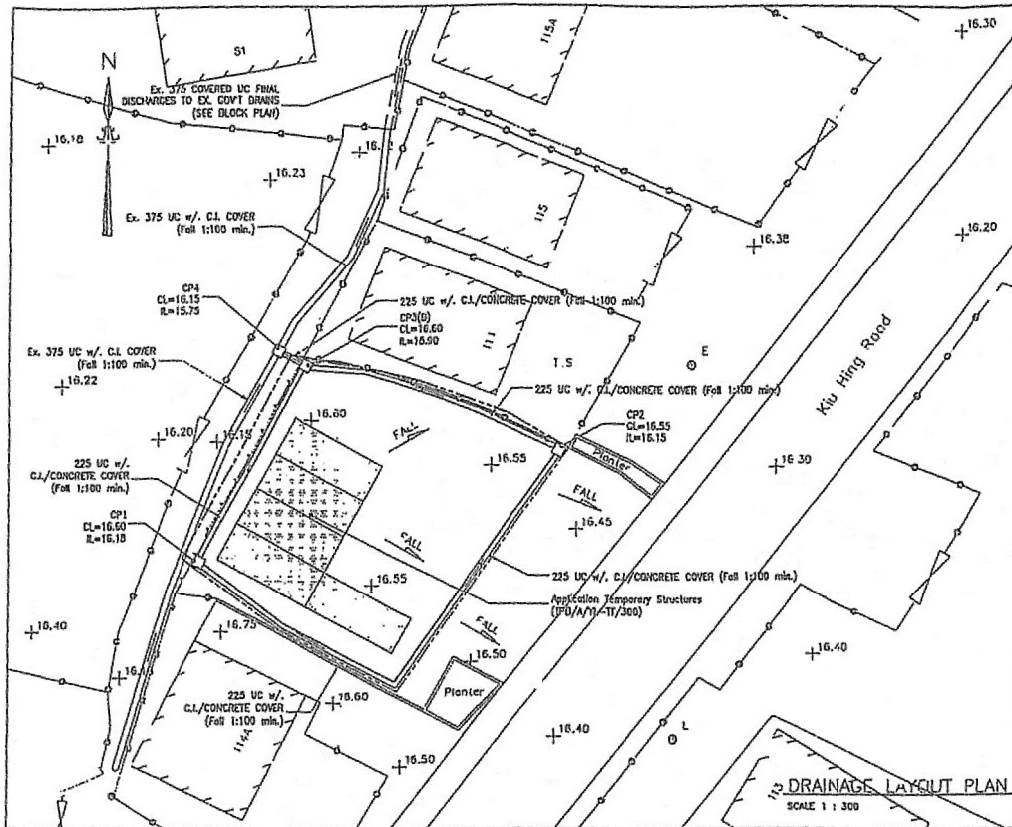 115A
16.30
S1
N
Ex. 375 COVERED UC FINAL
DISCHARGES TO EX. GOV'T DRAINS
(SEE BLOCK PLAN)
16.18
16.23
115
16.20
16.38
Ex. 375 UC w/. C.I. COVER
(Fall 1:100 min.)
CP4
CL=16.15
IL=15.75
225 UC w/. C.I./CONCRETE COVER (Fall 1:100 min.)
CP3(D)
CL=16.60
IL=15.90
111
T.S
E
Kiu Hing Road
Ex. 375 UC w/. C.I. COVER
(Fall 1:100 min.)
16.22
225 UC w/. C.I./CONCRETE COVER (Fall 1:100 min.)
CP2
CL=16.55
IL=16.15
16.60
16.20
16.15
FALL
16.55
Planter
16.30
225 UC w/.
C.I./CONCRETE COVER
(Fall 1:100 min.)
FALL
16.45
CP1
CL=16.60
IL=16.18
FALL
16.55
225 UC w/. C.I./CONCRETE COVER (Fall 1:100 min.)
Application Temporary Structures
16.40
16.75
FALL
16.50
16.40
Planter
225 UC w/.
C.I./CONCRETE COVER
(Fall 1:100 min.)
16.60
114A
16.40
L
16.50
113
DRAINAGE LAYOUT PLAN
SCALE 1 : 300